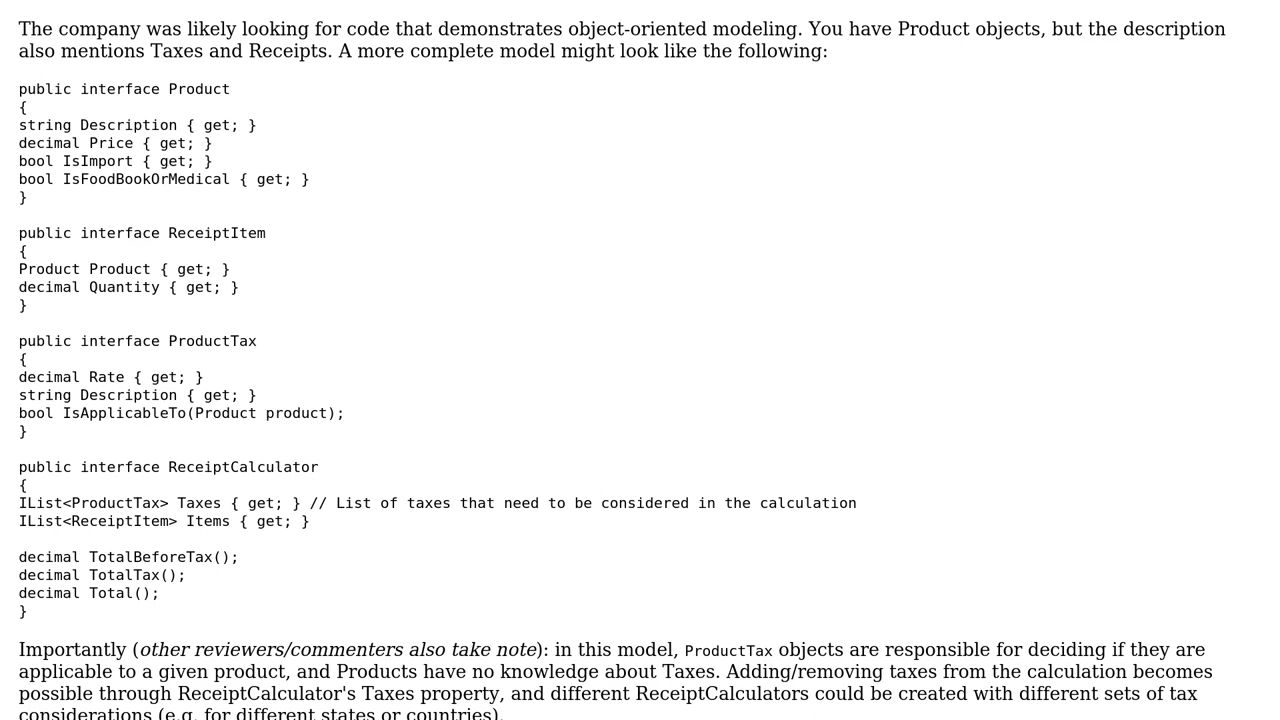 The company was likely looking for code that demonstrates object-oriented modeling. You have Product objects, but the description
also mentions Taxes and Receipts. A more complete model might look like the following:
public interface Product
{
string Description { get; }
decimal Price { get; }
bool IsImport { get; }
bool IsFoodBookOrMedical { get; }
}
public interface ReceiptItem
{
Product Product { get; }
decimal Quantity { get; }
}
public interface ProductTax
{
decimal Rate { get; }
string Description { get; }
bool IsApplicableTo(Product product);
}
public interface ReceiptCalculator
{
IList<ProductTax> Taxes { get; } // List of taxes that need to be considered in the calculation
IList<ReceiptItem> Items { get; }
decimal TotalBeforeTax();
decimal TotalTax();
decimal Total();
}
Importantly (other reviewers/commenters also take note): in this model, ProductTax objects are responsible for deciding if they are
applicable to a given product, and Products have no knowledge about Taxes. Adding/removing taxes from the calculation becomes
possible through ReceiptCalculator's Taxes property, and different ReceiptCalculators could be created with different sets of tax
considerations (e.g. for different states or countries).